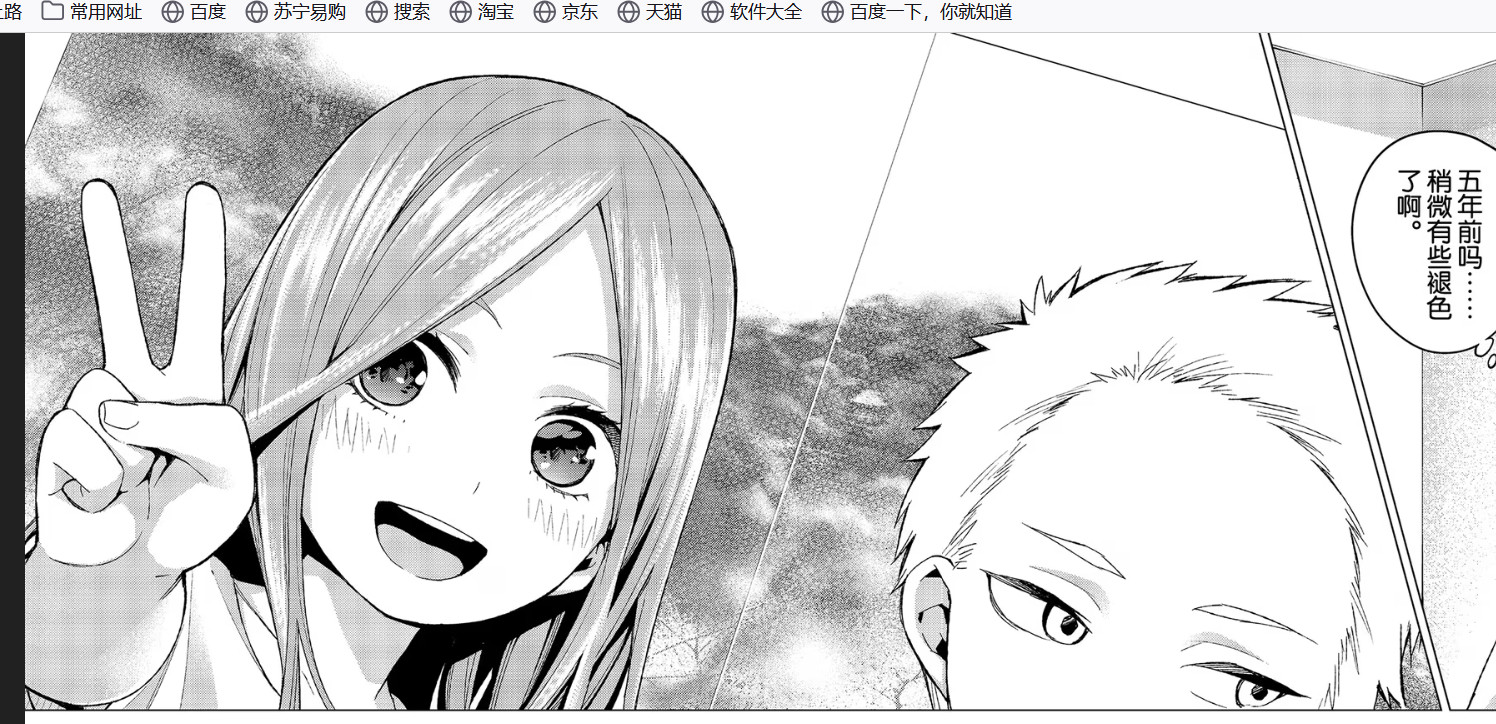 上路 常用网址 百度 苏宁易购 搜索 淘宝 京东 天猫 软件大全 百度一下，你就知道
五年前吗……
稍微有些褪色
了啊。